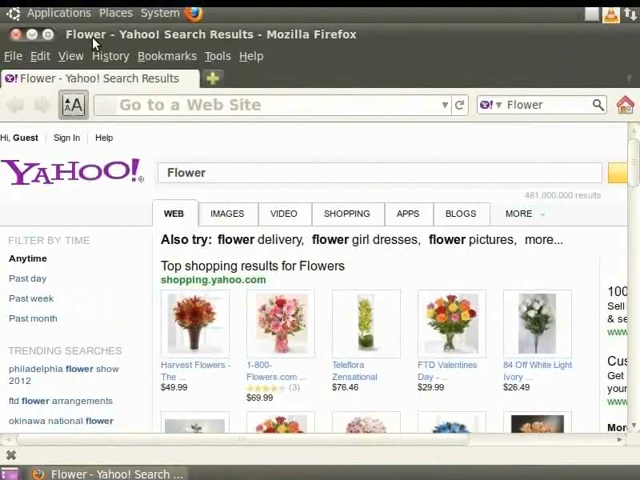 Applications Places System
Flower - Yahoo! Search Results - Mozilla Firefox
File Edit View History Bookmarks Tools Help
Y! Flower - Yahoo! Search Results
AA Go to a Web Site Y! Flower
Hi, Guest Sign In Help
YAHOO! Flower
481,000,000 results
WEB IMAGES VIDEO SHOPPING APPS BLOGS MORE
FILTER BY TIME
Anytime
Past day
Past week
Past month
TRENDING SEARCHES
philadelphia flower show
2012
ftd flower arrangements
okinawa national flower
Also try: flower delivery, flower girl dresses, flower pictures, more...
Top shopping results for Flowers
shopping.yahoo.com
Harvest Flowers -
The ...
$49.99
1-800-
Flowers.com ...
(3)
$69.99
Teleflora
Zensational
$76.46
FTD Valentines
Day - ...
$29.99
84 Off White Light
Ivory ...
$26.49
100
Sell
& se
www.
Cus
Get
your
www.
More
Flower - Yahoo! Search ...